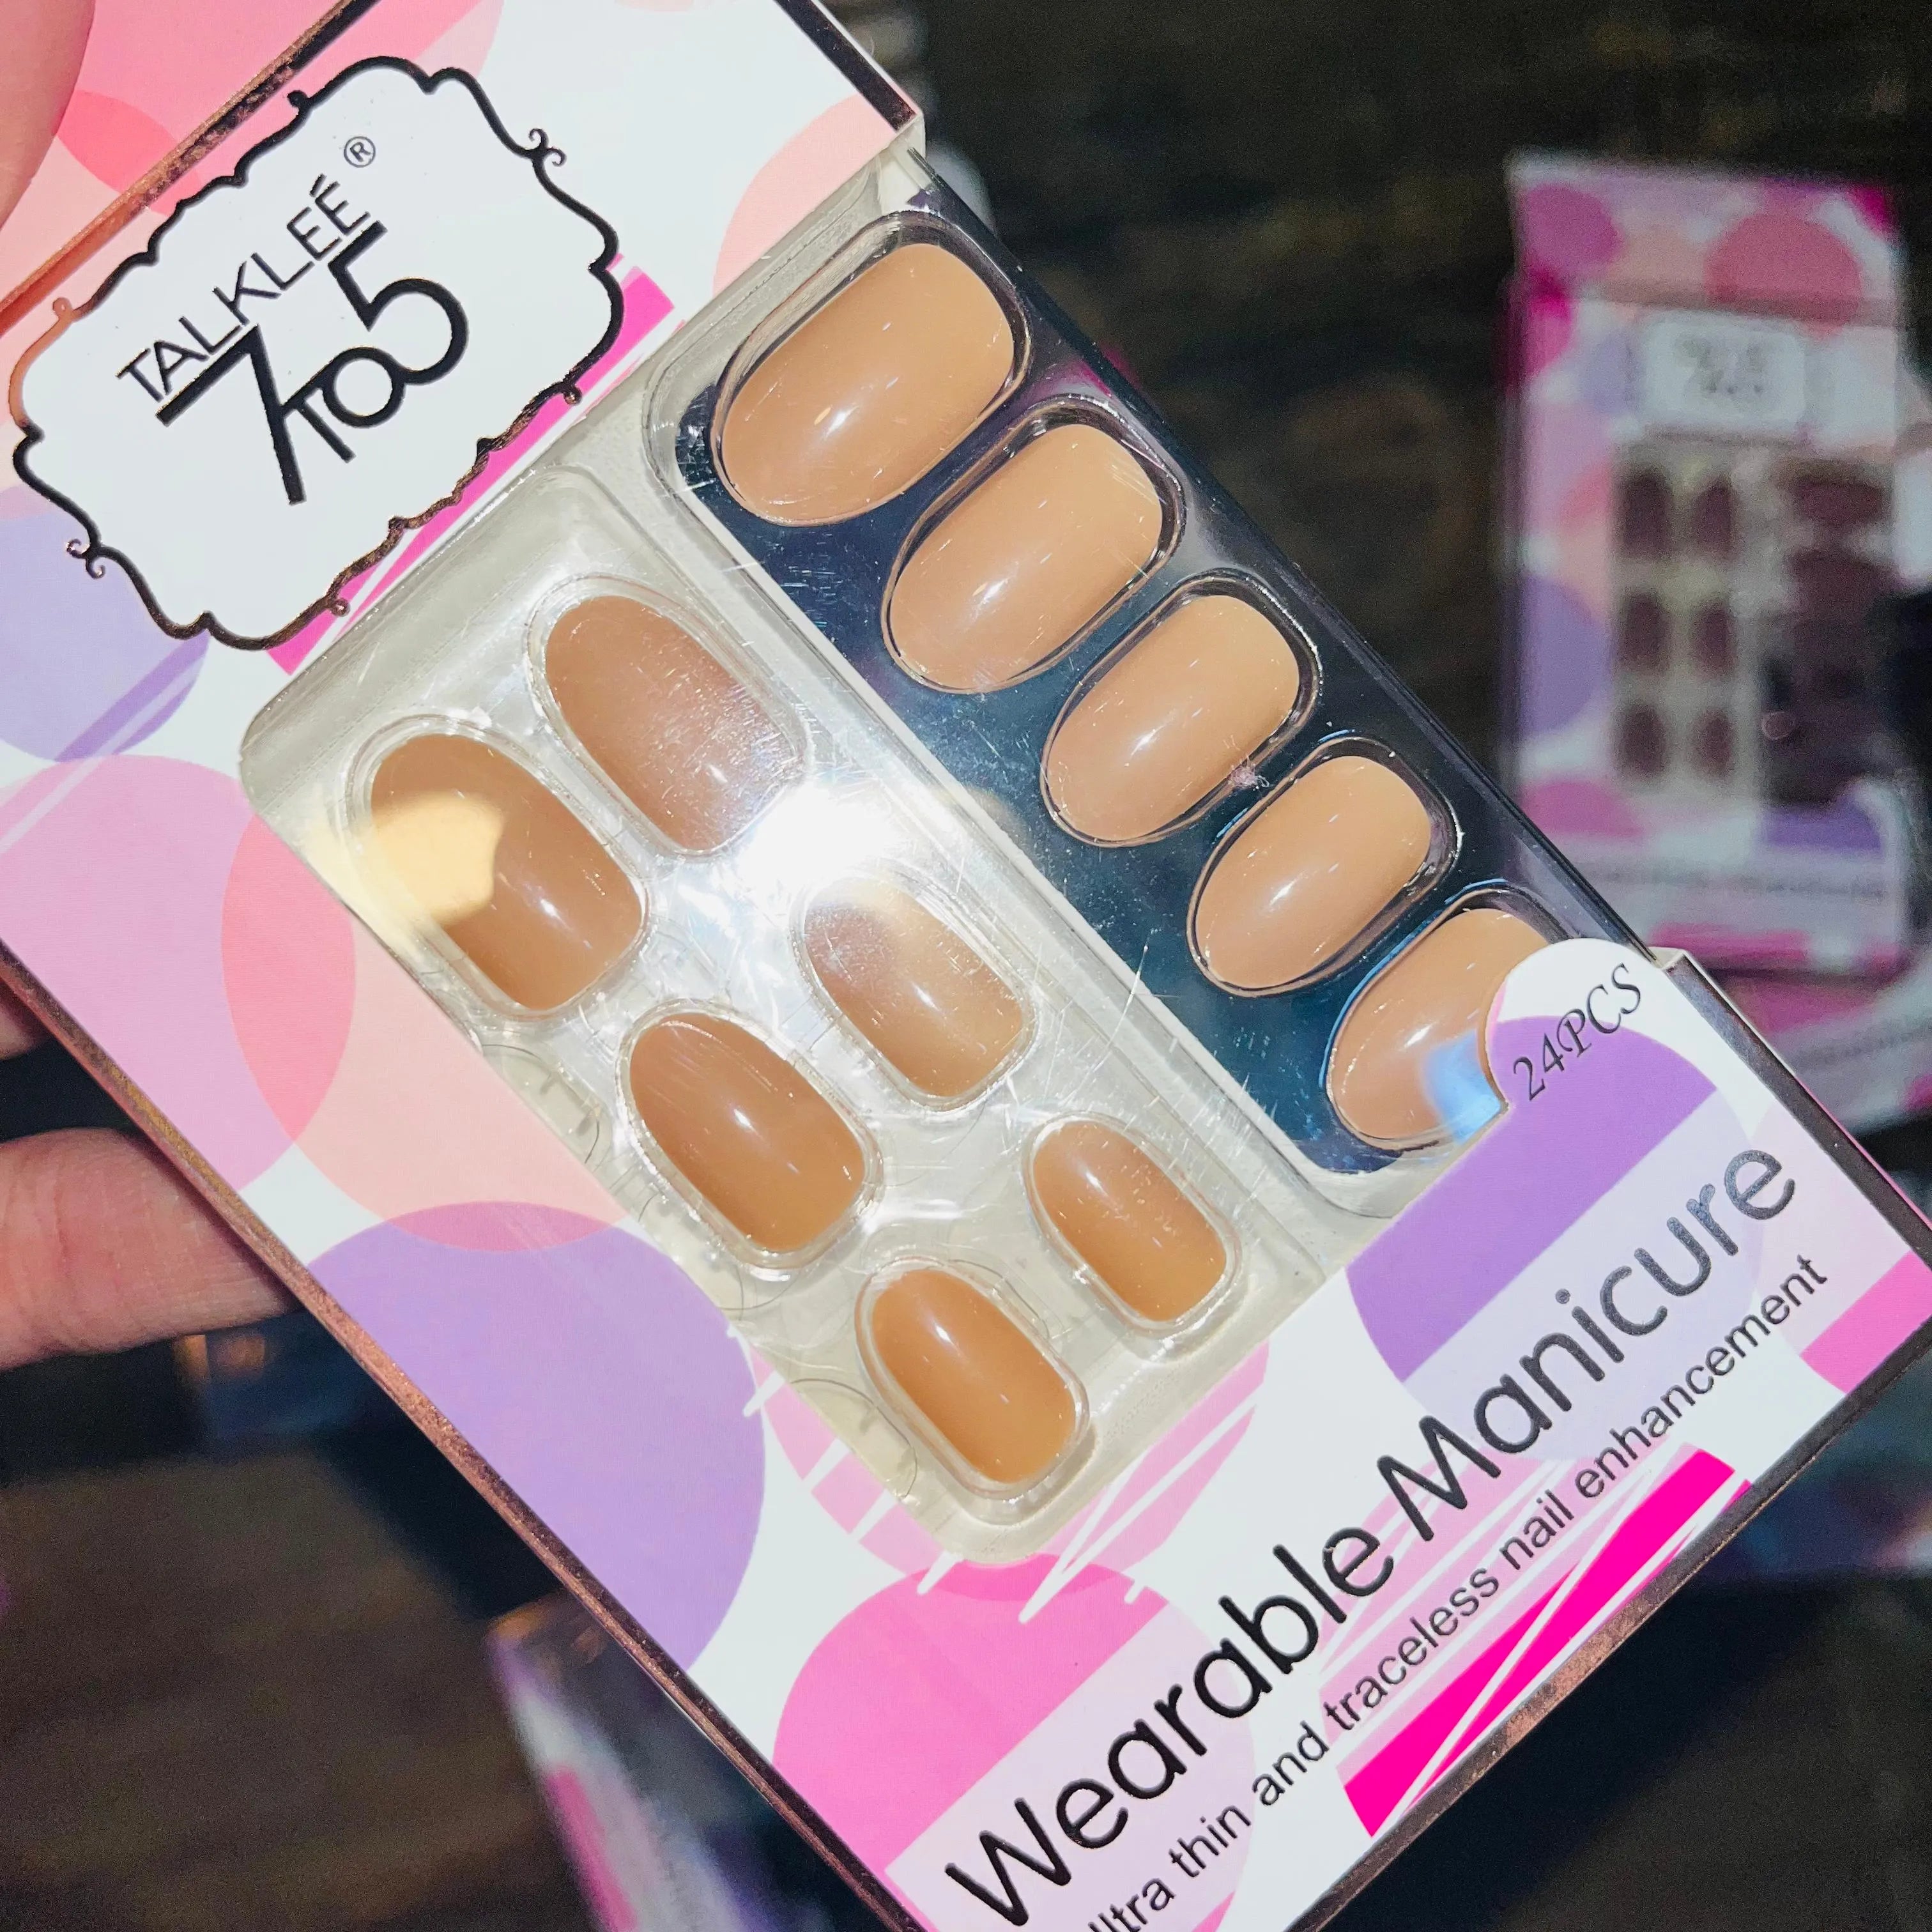 TALKLEÉ®
7TO5
24PCS
Wearable Manicure
Ultra thin and traceless nail enhancement